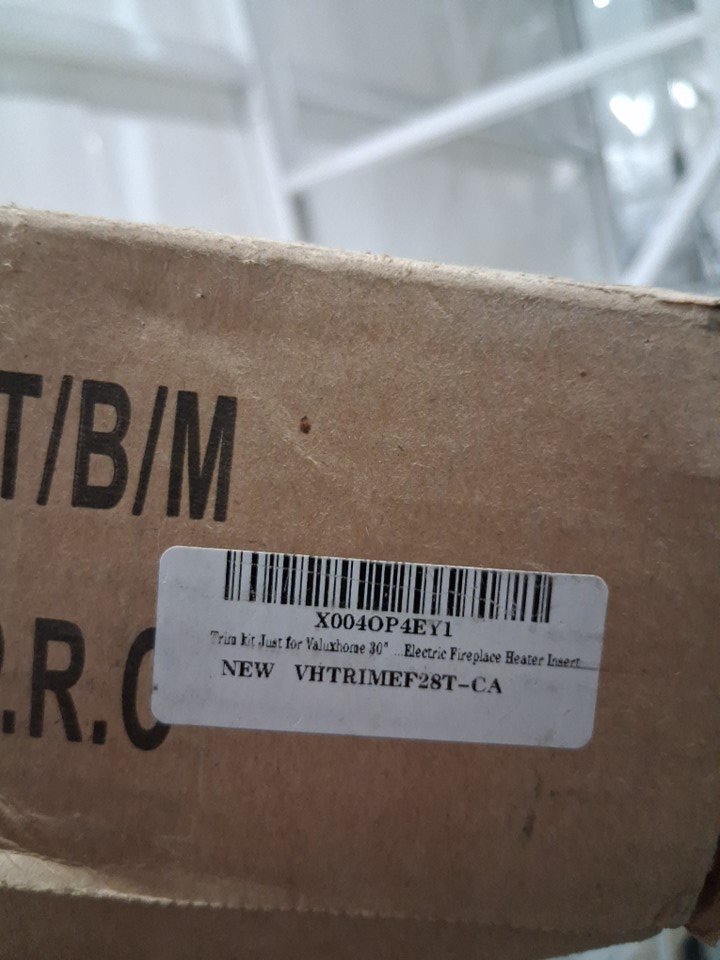 T/B/M
.R.C
X004OP4EY1
Trim kit Just for Valuxhome 30" ...Electric Fireplace Heater Insert
NEW VHTRIMEF28T-CA